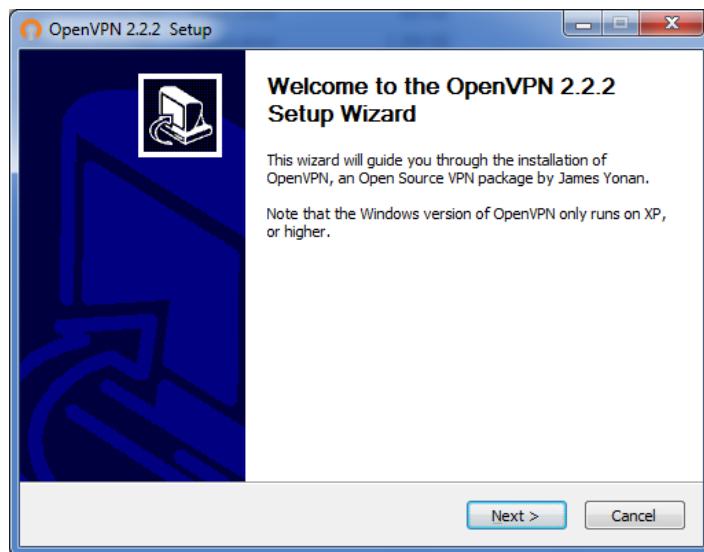 OpenVPN 2.2.2 Setup
Welcome to the OpenVPN 2.2.2
Setup Wizard
This wizard will guide you through the installation of
OpenVPN, an Open Source VPN package by James Yonan.
Note that the Windows version of OpenVPN only runs on XP,
or higher.
Next >
Cancel